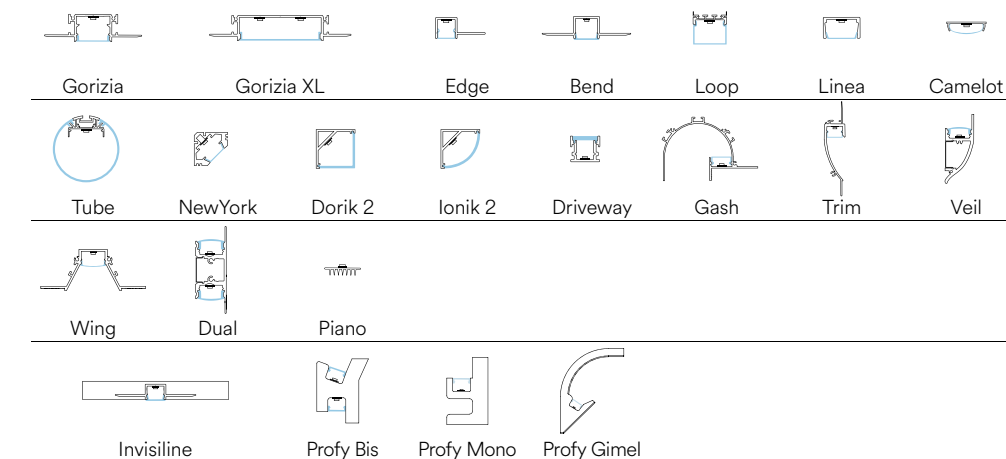 Gorizia Gorizia XL Edge Bend Loop Linea Camelot
Tube NewYork Dorik 2 Ionik 2 Driveway Gash Trim Veil
Wing Dual Piano
Invisiline Profy Bis Profy Mono Profy Gimel